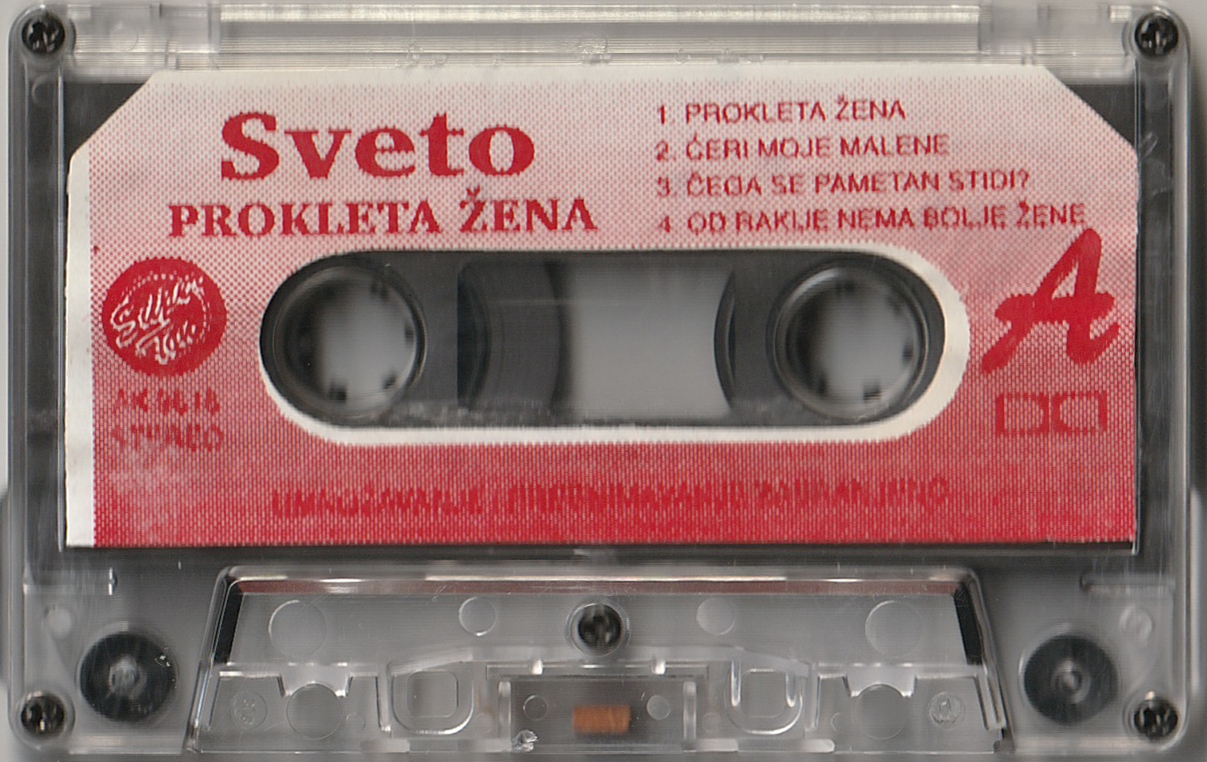 Sveto
PROKLETA ŽENA
1. PROKLETA ŽENA
2. ĆERI MOJE MALENE
3. ČEGA SE PAMETAN STIDI?
4 OD RAKIJE NEMA BOLJE ŽENE
A
STEREO
UMNOŽAVANJE I PRESNIMAVANJE ZABRANJENO